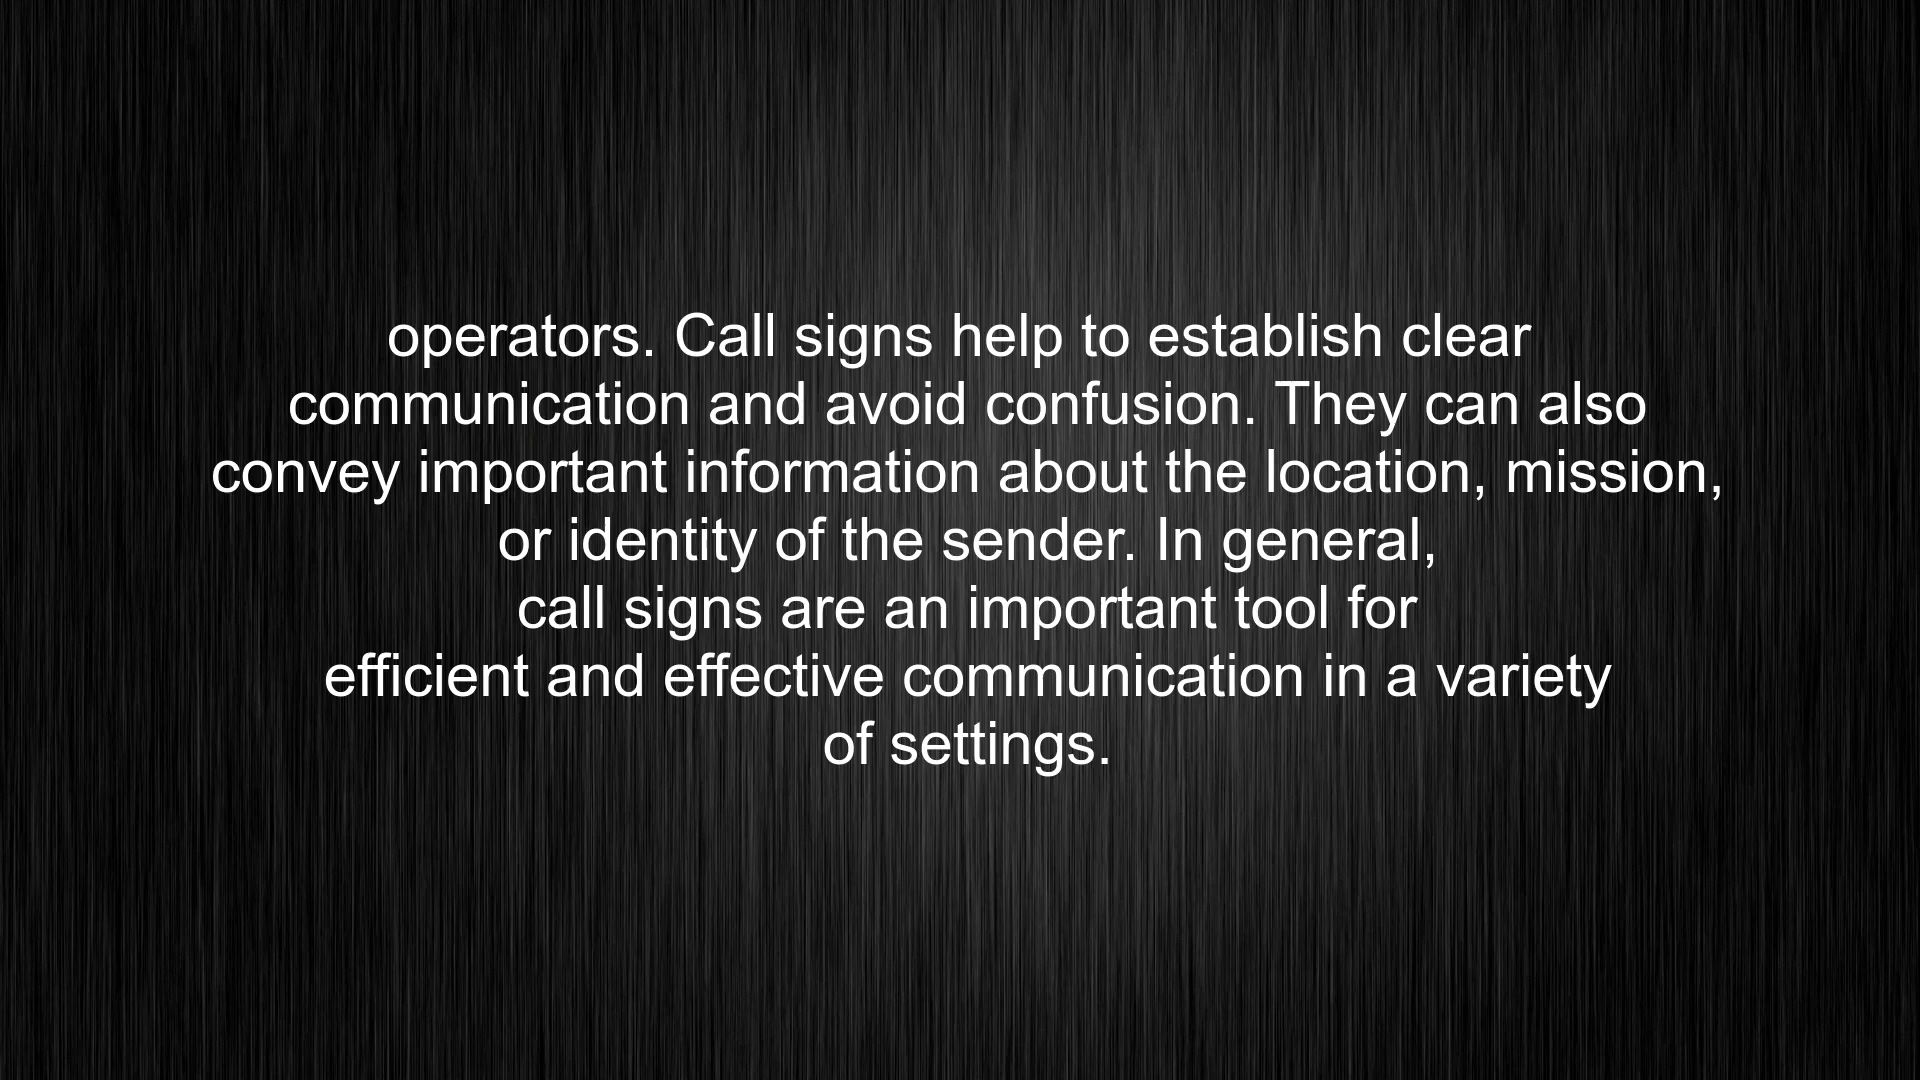 operators. Call signs help to establish clear
communication and avoid confusion. They can also
convey important information about the location, mission,
or identity of the sender. In general,
call signs are an important tool for
efficient and effective communication in a variety
of settings.